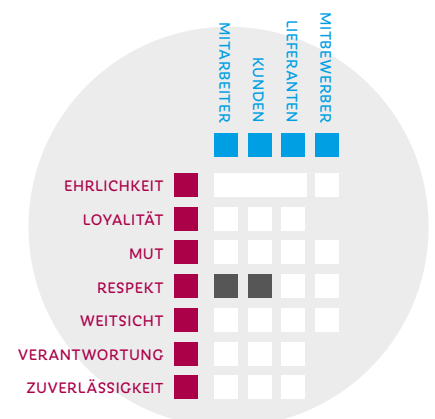 MITARBEITER
KUNDEN
LIEFERANTEN
MITBEWERBER
EHRLICHKEIT
LOYALITÄT
MUT
RESPEKT
WEITSICHT
VERANTWORTUNG
ZUVERLÄSSIGKEIT